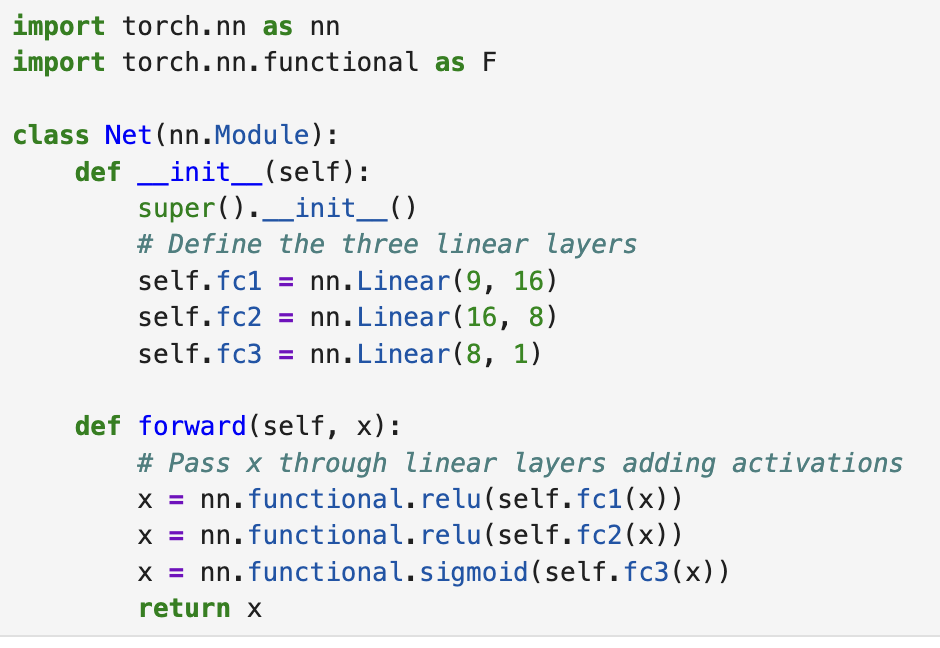 import torch.nn as nn
import torch.nn.functional as F

class Net(nn.Module):
    def __init__(self):
        super().__init__()
        # Define the three linear layers
        self.fc1 = nn.Linear(9, 16)
        self.fc2 = nn.Linear(16, 8)
        self.fc3 = nn.Linear(8, 1)

    def forward(self, x):
        # Pass x through linear layers adding activations
        x = nn.functional.relu(self.fc1(x))
        x = nn.functional.relu(self.fc2(x))
        x = nn.functional.sigmoid(self.fc3(x))
        return x